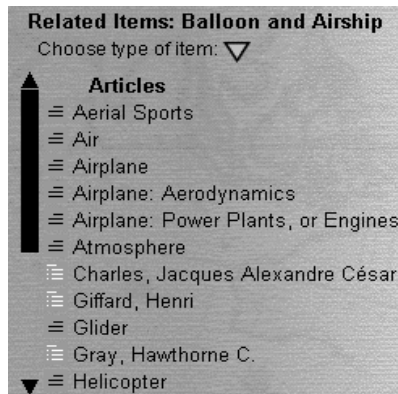 Related Items: Balloon and Airship
Choose type of item:
Articles
Aerial Sports
Air
Airplane
Airplane: Aerodynamics
Airplane: Power Plants, or Engines
Atmosphere
Charles, Jacques Alexandre César
Giffard, Henri
Glider
Gray, Hawthorne C.
Helicopter